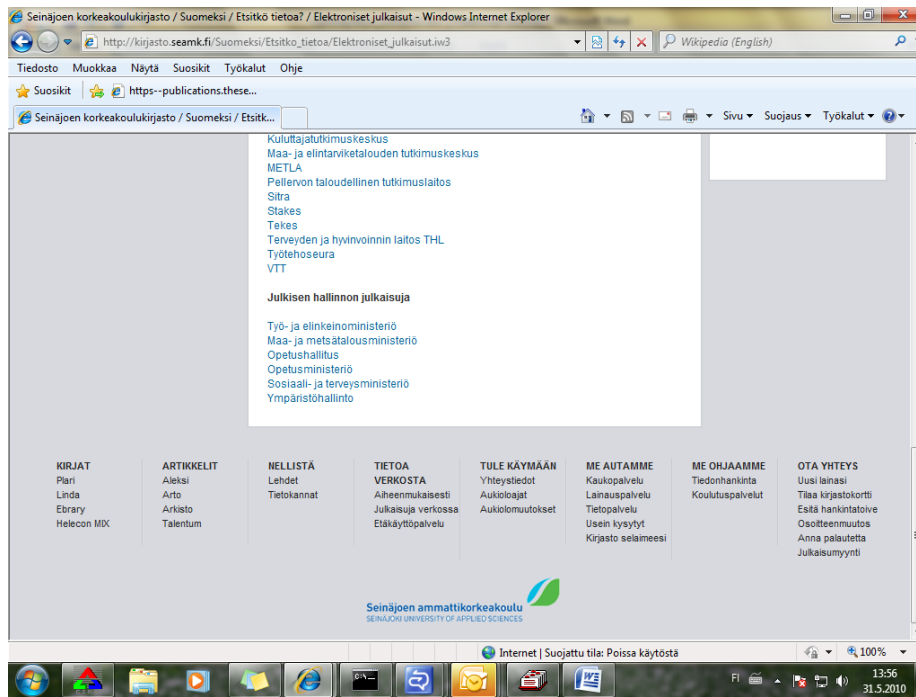 Seinäjoen korkeakoulukirjasto / Suomeksi / Etsitkö tietoa? / Elektroniset julkaisut - Windows Internet Explorer
http://kirjasto.seamk.fi/Suomeksi/Etsitko_tietoa/Elektroniset_julkaisut.iw3
Wikipedia (English)
Tiedosto Muokkaa Näytä Suosikit Työkalut Ohje
Suosikit https--publications.these...
Seinäjoen korkeakoulukirjasto / Suomeksi / Etsitk...
Sivu Suojaus Työkalut
Kuluttajatutkimuskeskus
Maa- ja elintarviketalouden tutkimuskeskus
METLA
Pellervon taloudellinen tutkimuslaitos
Sitra
Stakes
Tekes
Terveyden ja hyvinvoinnin laitos THL
Työtehoseura
VTT
Julkisen hallinnon julkaisuja
Työ- ja elinkeinoministeriö
Maa- ja metsätalousministeriö
Opetushallitus
Opetusministeriö
Sosiaali- ja terveysministeriö
Ympäristöhallinto
KIRJAT
Plari
Linda
Ebrary
Helecon MIX
ARTIKKELIT
Aleksi
Arto
Arkisto
Talentum
NELLISTÄ
Lehdet
Tietokannat
TIETOA
VERKOSTA
Aiheenmukaisesti
Julkaisuja verkossa
Etäkäyttöpalvelu
TULE KÄYMÄÄN
Yhteystiedot
Aukioloajat
Aukiolomuutokset
ME AUTAMME
Kaukopalvelu
Lainauspalvelu
Tietopalvelu
Usein kysytyt
Kirjasto selaimeesi
ME OHJAAMME
Tiedonhankinta
Koulutuspalvelut
OTA YHTEYS
Uusi lainasi
Tilaa kirjastokortti
Esitä hankintatoive
Osoitteenmuutos
Anna palautetta
Julkaisumyynti
Seinäjoen ammattikorkeakoulu
SEINÄJOKI UNIVERSITY OF APPLIED SCIENCES
Internet | Suojattu tila: Poissa käytöstä
100%
FI
13:56
31.5.2010